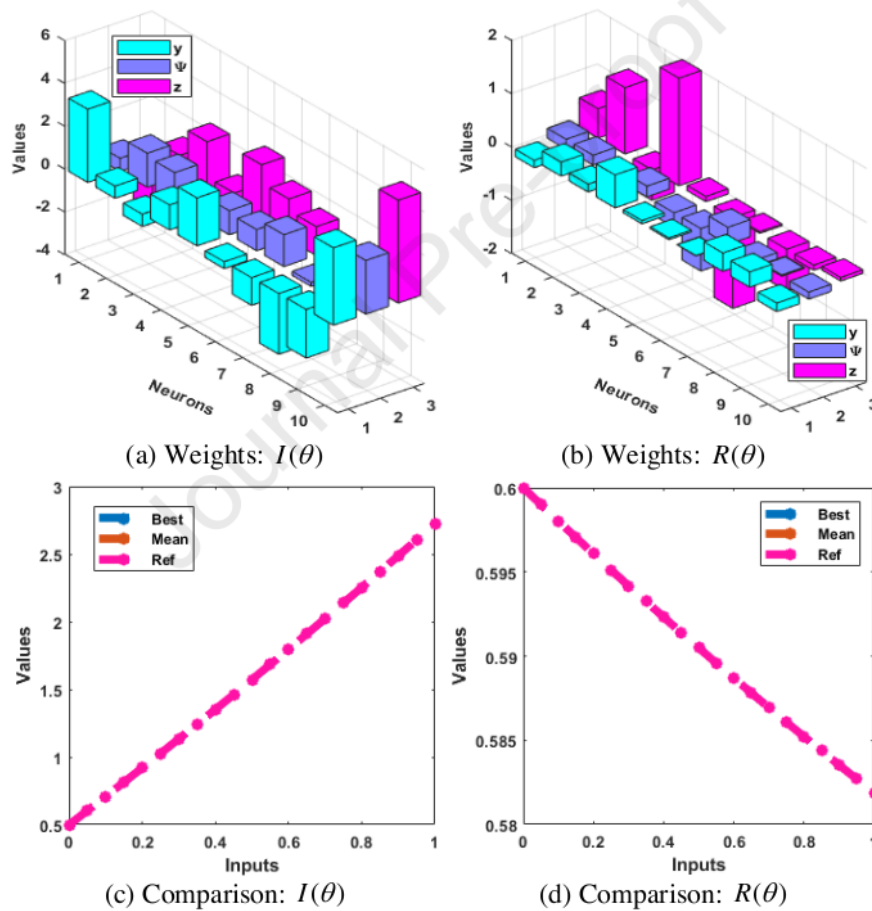 6
4
2
0
-2
-4
Values
y
Ψ
z
1
2
3
4
5
6
7
8
9
10
Neurons
1
2
3
2
1
0
-1
-2
Values
1
2
3
4
5
6
7
8
9
10
Neurons
1
2
3
y
Ψ
z
Journal Pre-proof
(a) Weights: I(θ)
(b) Weights: R(θ)
3
2.5
2
1.5
1
0.5
Values
Best
Mean
Ref
0
0.2
0.4
0.6
0.8
1
Inputs
0.6
0.595
0.59
0.585
0.58
Values
Best
Mean
Ref
0
0.2
0.4
0.6
0.8
1
Inputs
(c) Comparison: I(θ)
(d) Comparison: R(θ)